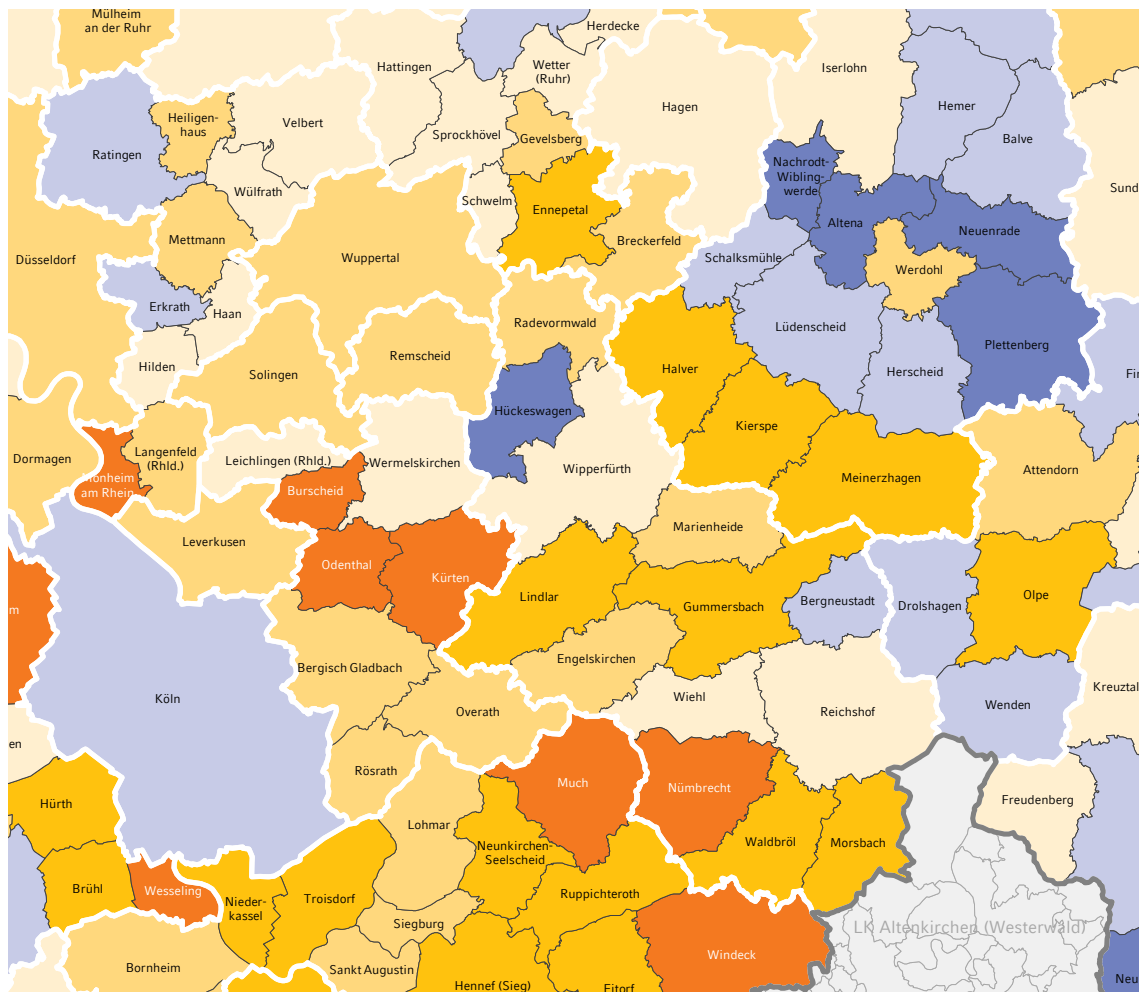 Mülheim
an der Ruhr
Herdecke
Hattingen
Wetter
(Ruhr)
Iserlohn
Hagen
Hemer
Heiligen-
haus
Velbert
Sprockhövel
Gevelsberg
Balve
Ratingen
Nachrodt-
Wibling-
werde
Wülfrath
Schwelm
Sund
Ennepetal
Altena
Neuenrade
Mettmann
Breckerfeld
Düsseldorf
Wuppertal
Schalksmühle
Werdohl
Erkrath
Haan
Radevormwald
Lüdenscheid
Plettenberg
Remscheid
Hilden
Solingen
Halver
Herscheid
Fin
Hückeswagen
Kierspe
Dormagen
Langenfeld
(Rhld.)
Leichlingen (Rhld.)
Wermelskirchen
Wipperfürth
Attendorn
onheim
am Rhein
Burscheid
Meinerzhagen
Marienheide
Leverkusen
Odenthal
Kürten
Lindlar
Gummersbach
Bergneustadt
Drolshagen
Olpe
m
Engelskirchen
Bergisch Gladbach
Köln
Wiehl
Kreuztal
Overath
Reichshof
Wenden
en
Rösrath
Much
Nümbrecht
Freudenberg
Hürth
Lohmar
Neunkirchen-
Seelscheid
Waldbröl
Morsbach
Brühl
Wesseling
Nieder-
kassel
Troisdorf
Ruppichteroth
Siegburg
LK Altenkirchen (Westerwald)
Bornheim
Sankt Augustin
Windeck
Hennef (Sieg)
Eitorf
Neu